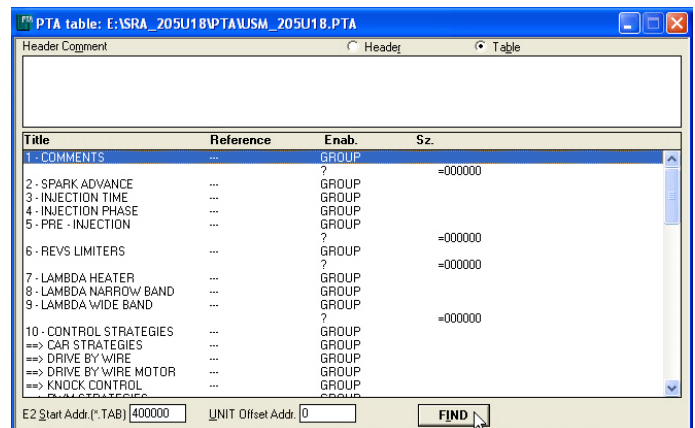 PTA table: E:\SRA_205U18\PTA\USM_205U18.PTA
Header Comment Header Table
Title Reference Enab. Sz.
1 - COMMENTS --- GROUP
? =000000
2 - SPARK ADVANCE --- GROUP
3 - INJECTION TIME --- GROUP
4 - INJECTION PHASE --- GROUP
5 - PRE - INJECTION --- GROUP
? =000000
6 - REVS LIMITERS --- GROUP
? =000000
7 - LAMBDA HEATER --- GROUP
8 - LAMBDA NARROW BAND --- GROUP
9 - LAMBDA WIDE BAND --- GROUP
? =000000
10 - CONTROL STRATEGIES --- GROUP
==> CAR STRATEGIES --- GROUP
==> DRIVE BY WIRE --- GROUP
==> DRIVE BY WIRE MOTOR --- GROUP
==> KNOCK CONTROL --- GROUP
==> PWM STRATEGIES --- GROUP
E2 Start Addr.(*.TAB) 400000 UNIT Offset Addr. 0 FIND